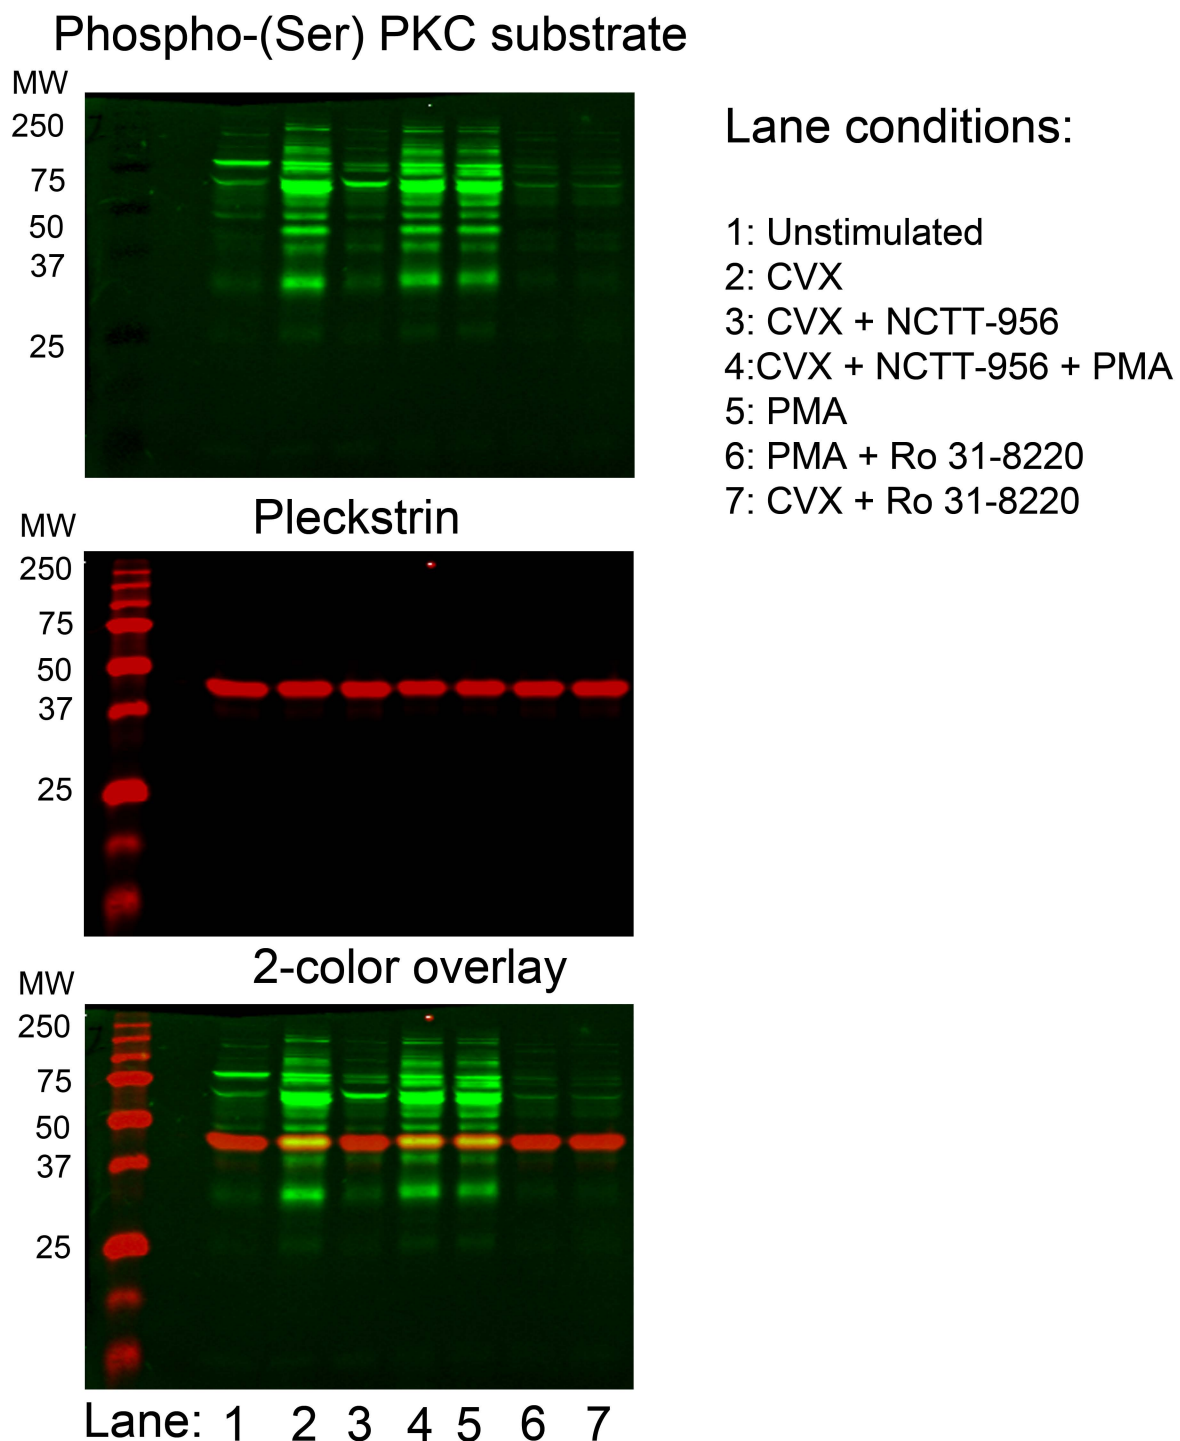 Phospho-(Ser) PKC substrate
MW
250
75
50
37
25
Lane conditions:
1: Unstimulated
2: CVX
3: CVX + NCTT-956
4:CVX + NCTT-956 + PMA
5: PMA
6: PMA + Ro 31-8220
7: CVX + Ro 31-8220
Pleckstrin
MW
250
75
50
37
25
2-color overlay
MW
250
75
50
37
25
Lane: 1 2 3 4 5 6 7